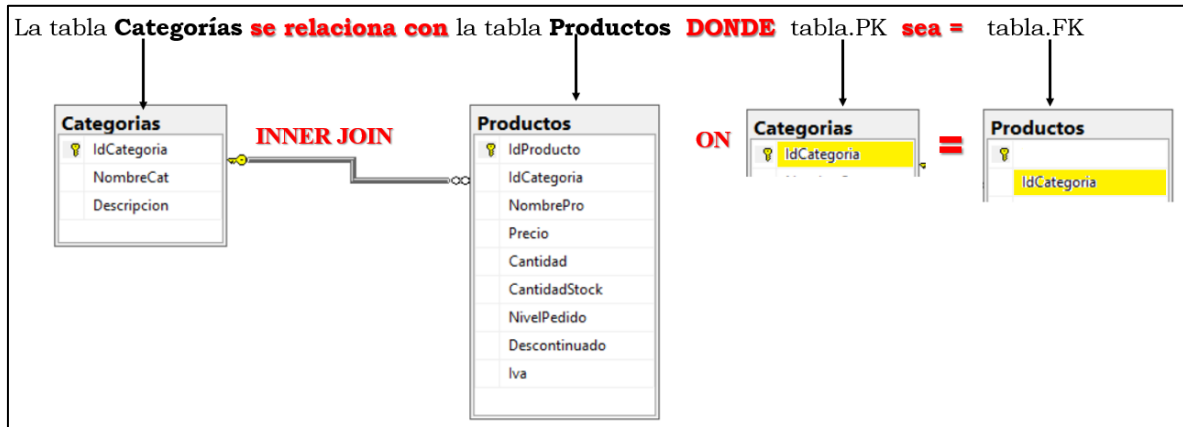 La tabla Categorías se relaciona con la tabla Productos DONDE tabla.PK sea = tabla.FK
Categorias
IdCategoria
NombreCat
Descripcion
INNER JOIN
Productos
IdProducto
IdCategoria
NombrePro
Precio
Cantidad
CantidadStock
NivelPedido
Descontinuado
Iva
ON
Categorias
IdCategoria
=
Productos
IdCategoria